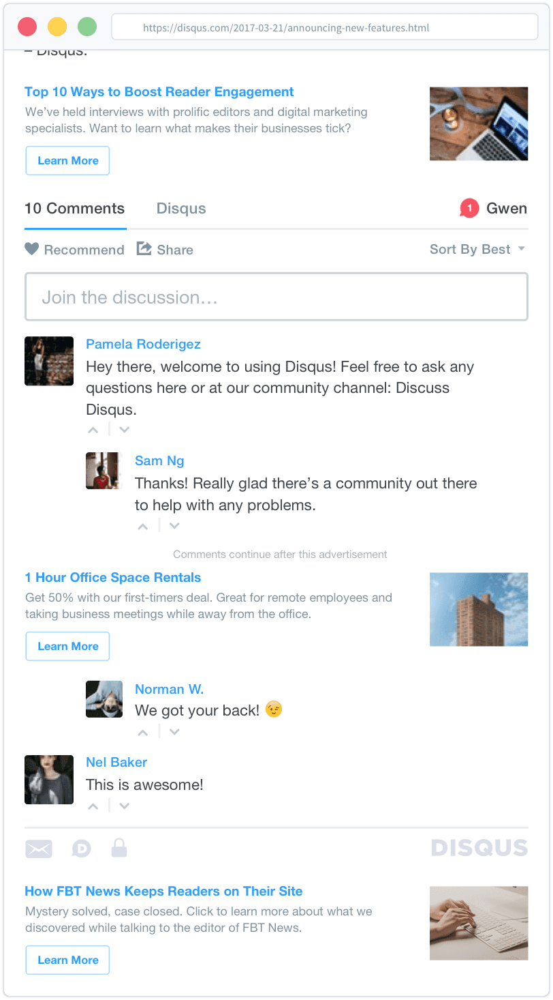 https://disqus.com/2017-03-21/announcing-new-features.html
– Disqus.
Top 10 Ways to Boost Reader Engagement
We’ve held interviews with prolific editors and digital marketing
specialists. Want to learn what makes their businesses tick?
Learn More
10 Comments
Disqus
1
Gwen
Recommend
Share
Sort By Best
Join the discussion…
Pamela Roderigez
Hey there, welcome to using Disqus! Feel free to ask any
questions here or at our community channel: Discuss
Disqus.
Sam Ng
Thanks! Really glad there’s a community out there
to help with any problems.
Comments continue after this advertisement
1 Hour Office Space Rentals
Get 50% with our first-timers deal. Great for remote employees and
taking business meetings while away from the office.
Learn More
Norman W.
We got your back! 😉
Nel Baker
This is awesome!
D
DISQUS
How FBT News Keeps Readers on Their Site
Mystery solved, case closed. Click to learn more about what we
discovered while talking to the editor of FBT News.
Learn More